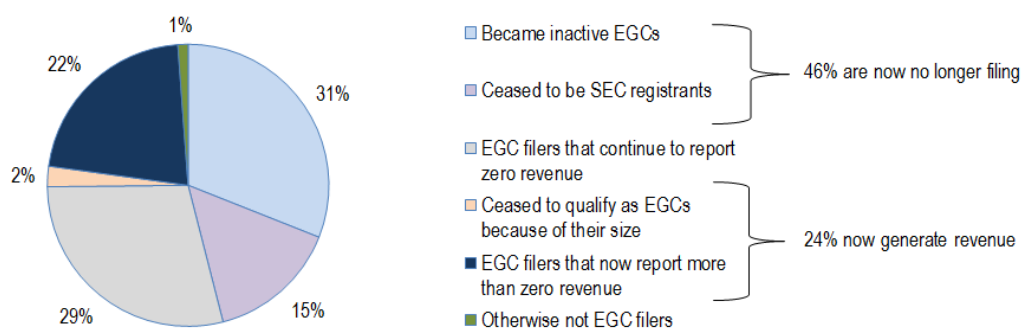 1%
22%
31%
2%
29%
15%
Became inactive EGCs
Ceased to be SEC registrants
46% are now no longer filing
EGC filers that continue to report
zero revenue
Ceased to qualify as EGCs
because of their size
EGC filers that now report more
than zero revenue
24% now generate revenue
Otherwise not EGC filers